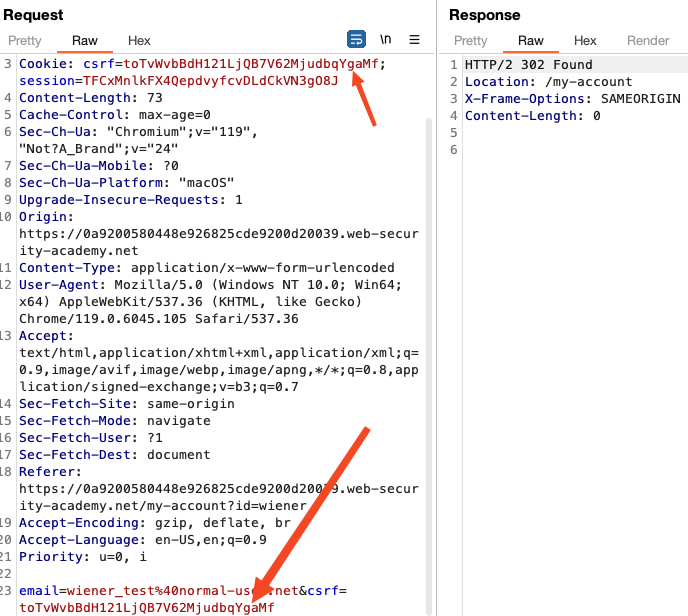 Request
Response
Pretty Raw Hex
\n
Pretty Raw Hex Render
3 Cookie: csrf=toTvWvbBdH121LjQB7V62MjudbqYgaMf;
session=TFCxMnlkFX4QepdvyfcvDLdCkVN3gO8J
4 Content-Length: 73
5 Cache-Control: max-age=0
6 Sec-Ch-Ua: "Chromium";v="119",
"Not?A_Brand";v="24"
7 Sec-Ch-Ua-Mobile: ?0
8 Sec-Ch-Ua-Platform: "macOS"
9 Upgrade-Insecure-Requests: 1
10 Origin:
https://0a9200580448e926825cde9200d20039.web-secur
ity-academy.net
11 Content-Type: application/x-www-form-urlencoded
12 User-Agent: Mozilla/5.0 (Windows NT 10.0; Win64;
x64) AppleWebKit/537.36 (KHTML, like Gecko)
Chrome/119.0.6045.105 Safari/537.36
13 Accept:
text/html,application/xhtml+xml,application/xml;q=
0.9,image/avif,image/webp,image/apng,*/*;q=0.8,app
lication/signed-exchange;v=b3;q=0.7
14 Sec-Fetch-Site: same-origin
15 Sec-Fetch-Mode: navigate
16 Sec-Fetch-User: ?1
17 Sec-Fetch-Dest: document
18 Referer:
https://0a9200580448e926825cde9200d20039.web-secur
ity-academy.net/my-account?id=wiener
19 Accept-Encoding: gzip, deflate, br
20 Accept-Language: en-US,en;q=0.9
21 Priority: u=0, i
22
23 email=wiener_test%40normal-user.net&csrf=
toTvWvbBdH121LjQB7V62MjudbqYgaMf
1 HTTP/2 302 Found
2 Location: /my-account
3 X-Frame-Options: SAMEORIGIN
4 Content-Length: 0
5
6